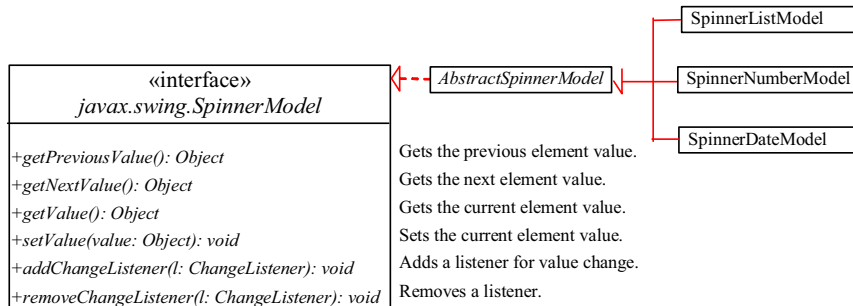 SpinnerListModel
«interface»
javax.swing.SpinnerModel
AbstractSpinnerModel
SpinnerNumberModel
SpinnerDateModel
+getPreviousValue(): Object
Gets the previous element value.
+getNextValue(): Object
Gets the next element value.
+getValue(): Object
Gets the current element value.
+setValue(value: Object): void
Sets the current element value.
+addChangeListener(l: ChangeListener): void
Adds a listener for value change.
+removeChangeListener(l: ChangeListener): void
Removes a listener.